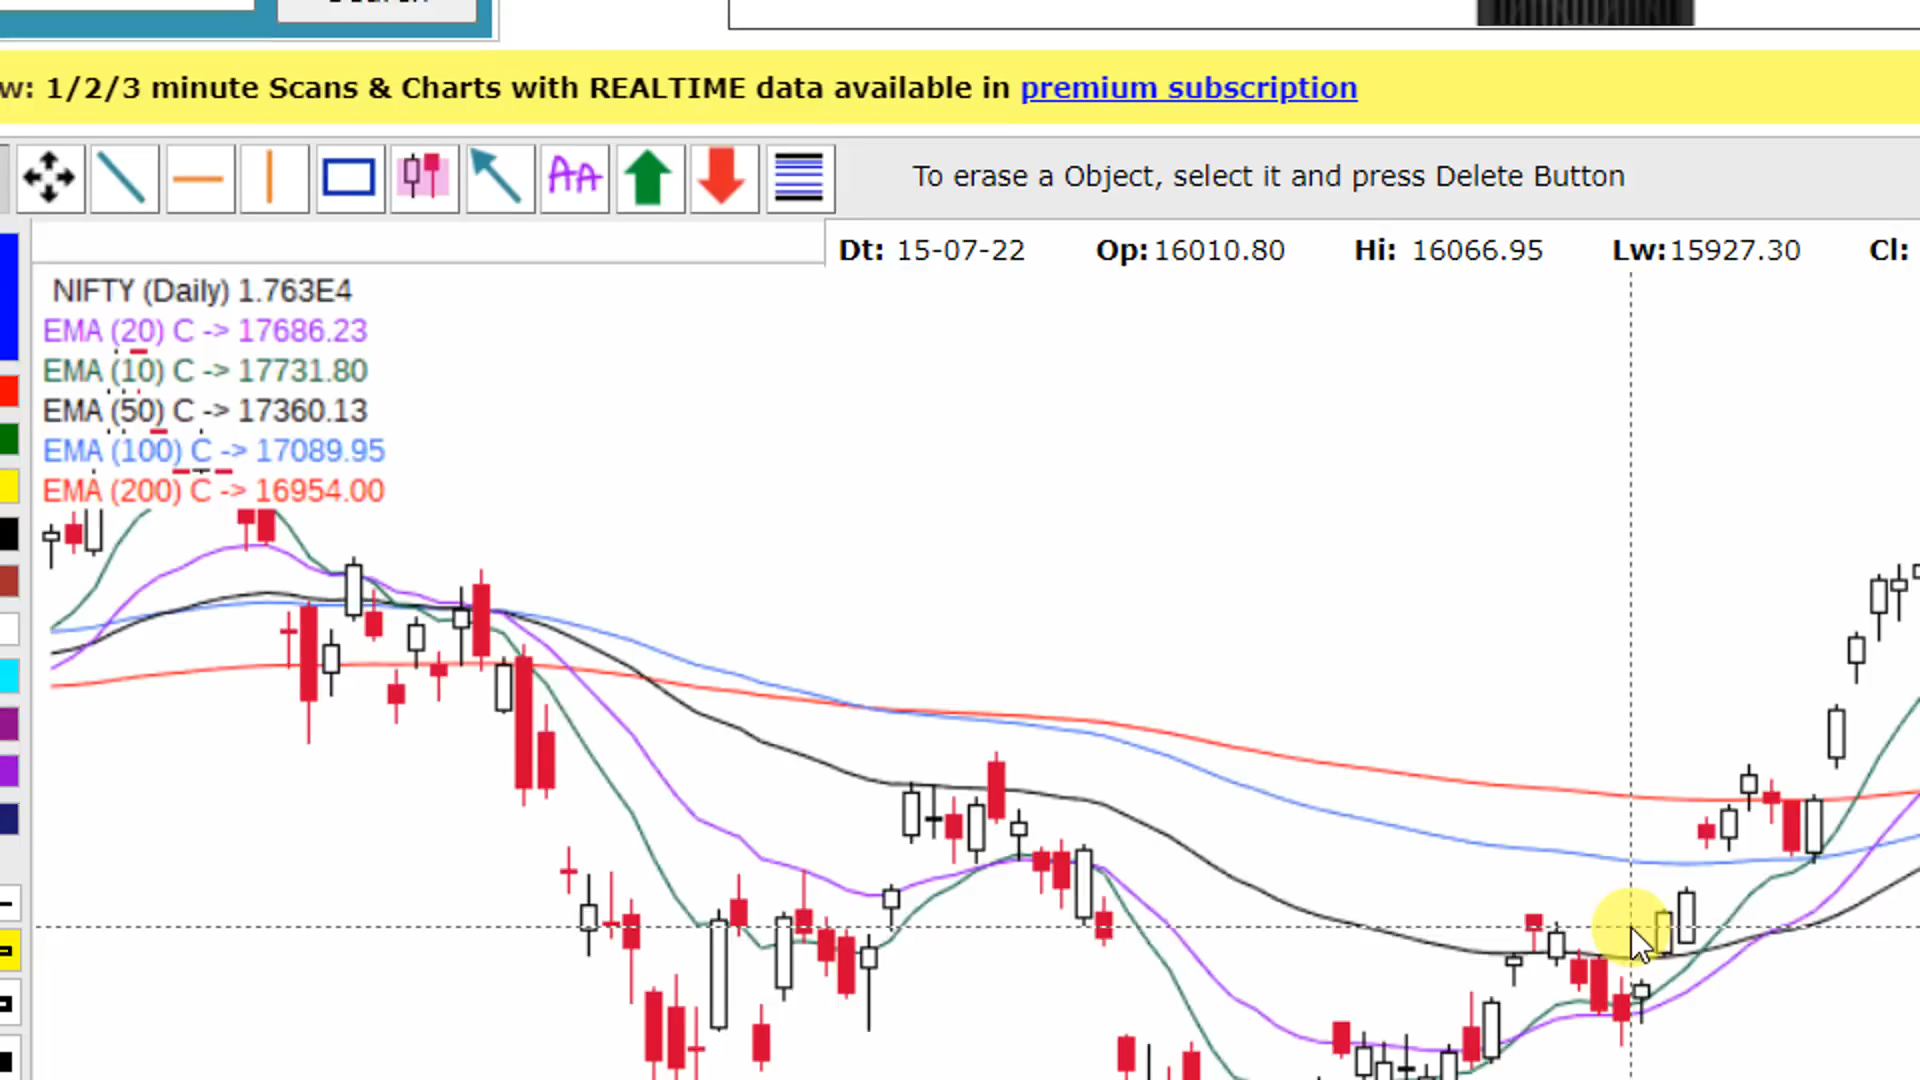 w: 1/2/3 minute Scans & Charts with REALTIME data available in premium subscription
AA
To erase a Object, select it and press Delete Button
Dt: 15-07-22 Op: 16010.80 Hi: 16066.95 Lw: 15927.30 Cl:
NIFTY (Daily) 1.763E4
EMA (20) C -> 17686.23
EMA (10) C -> 17731.80
EMA (50) C -> 17360.13
EMA (100) C -> 17089.95
EMA (200) C -> 16954.00